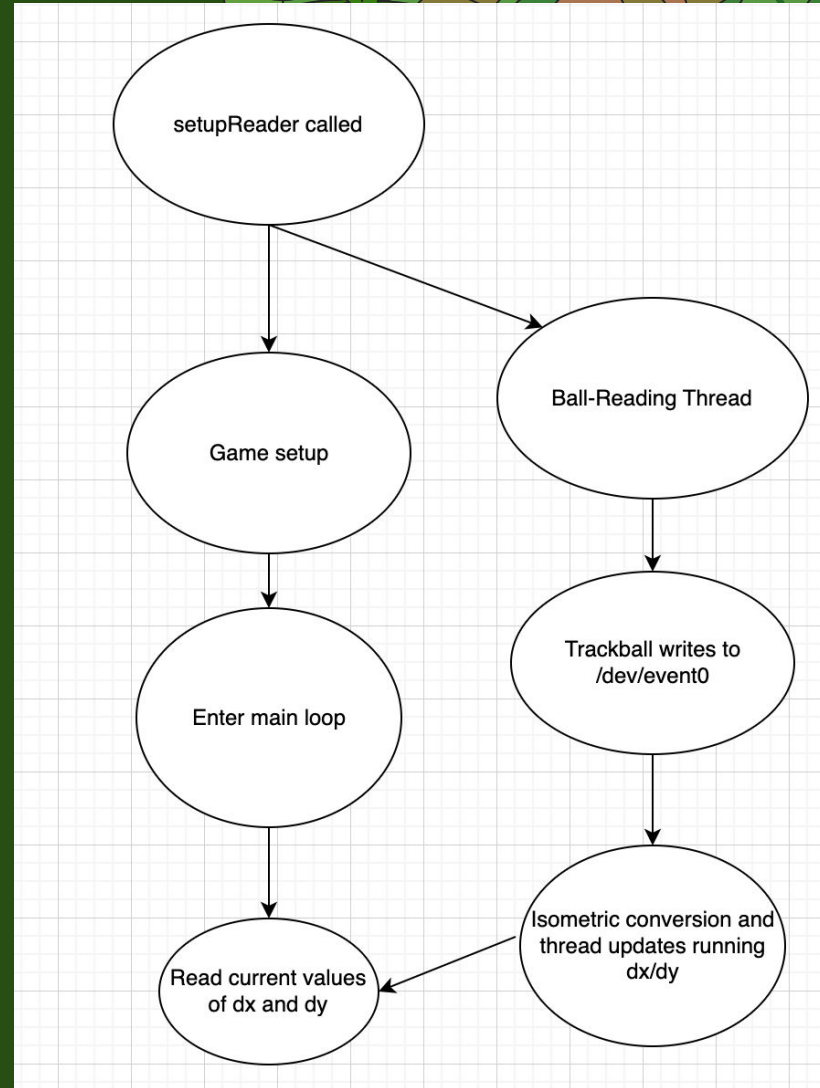 setupReader called
Ball-Reading Thread
Game setup
Trackball writes to
/dev/event0
Enter main loop
Isometric conversion and
thread updates running
dx/dy
Read current values
of dx and dy